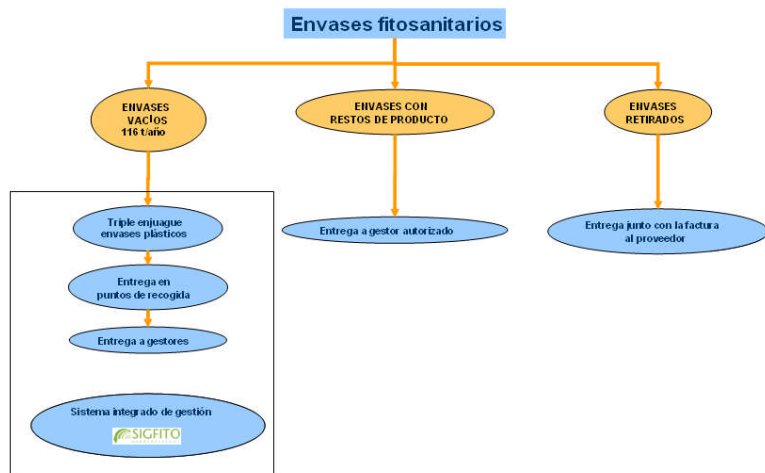 Envases fitosanitarios
ENVASES
VACÍOS
116 t/año
ENVASES CON
RESTOS DE PRODUCTO
ENVASES
RETIRADOS
Triple enjuague
envases plásticos
Entrega en
puntos de recogida
Entrega a gestores
Sistema integrado de gestión
SIGFITO
Entrega a gestor autorizado
Entrega junto con la factura
al proveedor